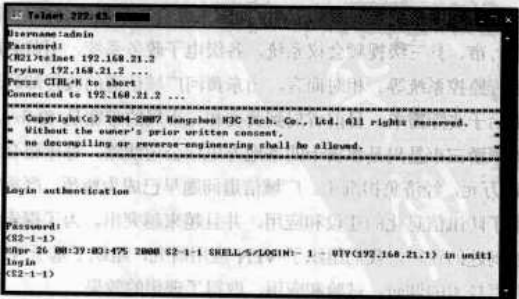 Telnet 222.63.
Username:admin
Password:
<R21>telnet 192.168.21.2
Trying 192.168.21.2 ...
Press CTRL+K to abort
Connected to 192.168.21.2 ...
* Copyright(c) 2004-2007 Hangzhou H3C Tech. Co., Ltd. All rights reserved.
* Without the owner's prior written consent,
* no decompiling or reverse-engineering shall be allowed.
Login authentication
Password:
<S2-1-1>
%Apr 26 08:39:03:475 2000 S2-1-1 SHELL/5/LOGIN:- 1 - VTY(192.168.21.1) in unit1
login
<S2-1-1>